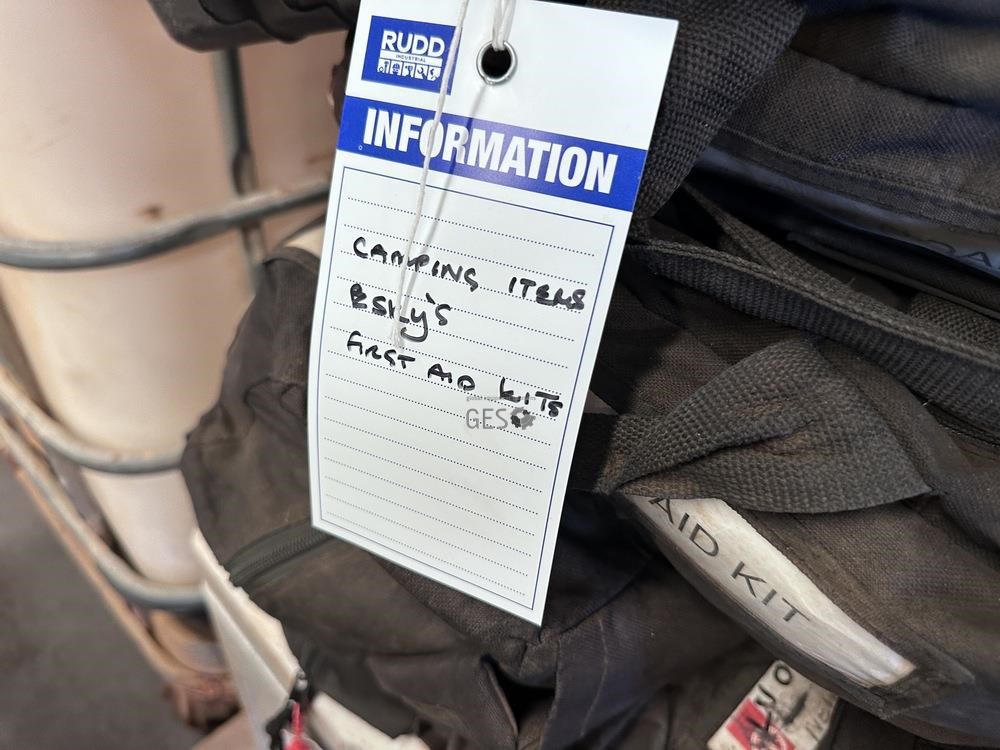 RUDD
INDUSTRIAL
INFORMATION
CAMPING ITEMS
ESKY'S
FIRST AID KITS
GES
AID KIT